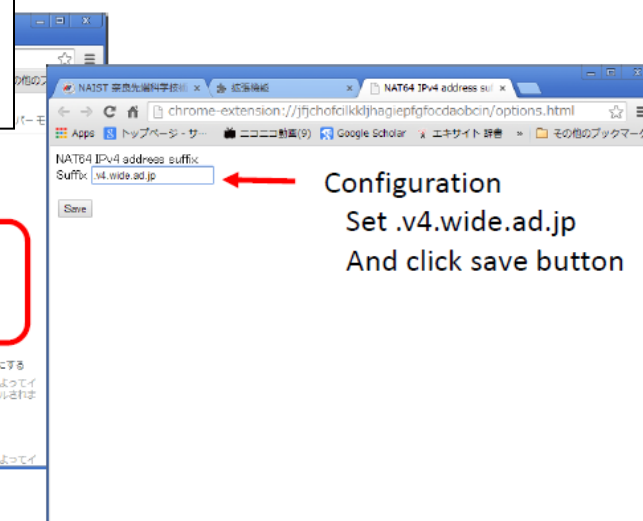 の他のブ
パー モ
NAIST 奈良先端科学技術
拡張機能
NAT64 IPv4 address suf
chrome-extension://jfjchofcilkkljhagiepfgfocdaobcin/options.html
Apps
トップページ - サ…
ニコニコ動画(9)
Google Scholar
エキサイト 辞書
»
その他のブックマーク
NAT64 IPv4 address suffix
Suffix .v4.wide.ad.jp
Save
Configuration
Set .v4.wide.ad.jp
And click save button
にする
よってイ
ルされま
よってイ